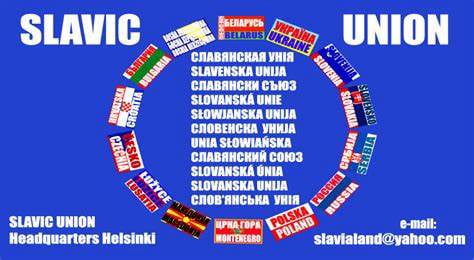 SLAVIC UNION
БЕЛАРУСЬ
BELARUS
УКРАЇНА
UKRAINE
SLOVENIJA
SLOVENIA
SLOVENSKO
SLOVAKIA
СРБИЈА
SERBIA
РОССИЯ
RUSSIA
POLSKA
POLAND
ЦРНА ГОРА
MONTENEGRO
МАКЕДОНИЈА
MACEDONIA
ŁUŽYCA
LUSATIA
ČESKO
CZECHIA
HRVATSKA
CROATIA
БЪЛГАРИЯ
BULGARIA
СЛАВЯНСКАЯ УНІЯ
SLAVENSKA UNIJA
СЛАВЯНСКИ СЪЮЗ
SLOVANSKÁ UNIE
SŁOWJANSKA UNIJA
СЛОВЕНСКА УНИЈА
UNIA SŁOWIAŃSKA
СЛАВЯНСКИЙ СОЮЗ
SLOVANSKÁ ÚNIA
SLOVANSKA UNIJA
СЛОВ'ЯНСЬКА УНІЯ
SLAVIC UNION
Headquarters Helsinki
e-mail:
slavialand@yahoo.com